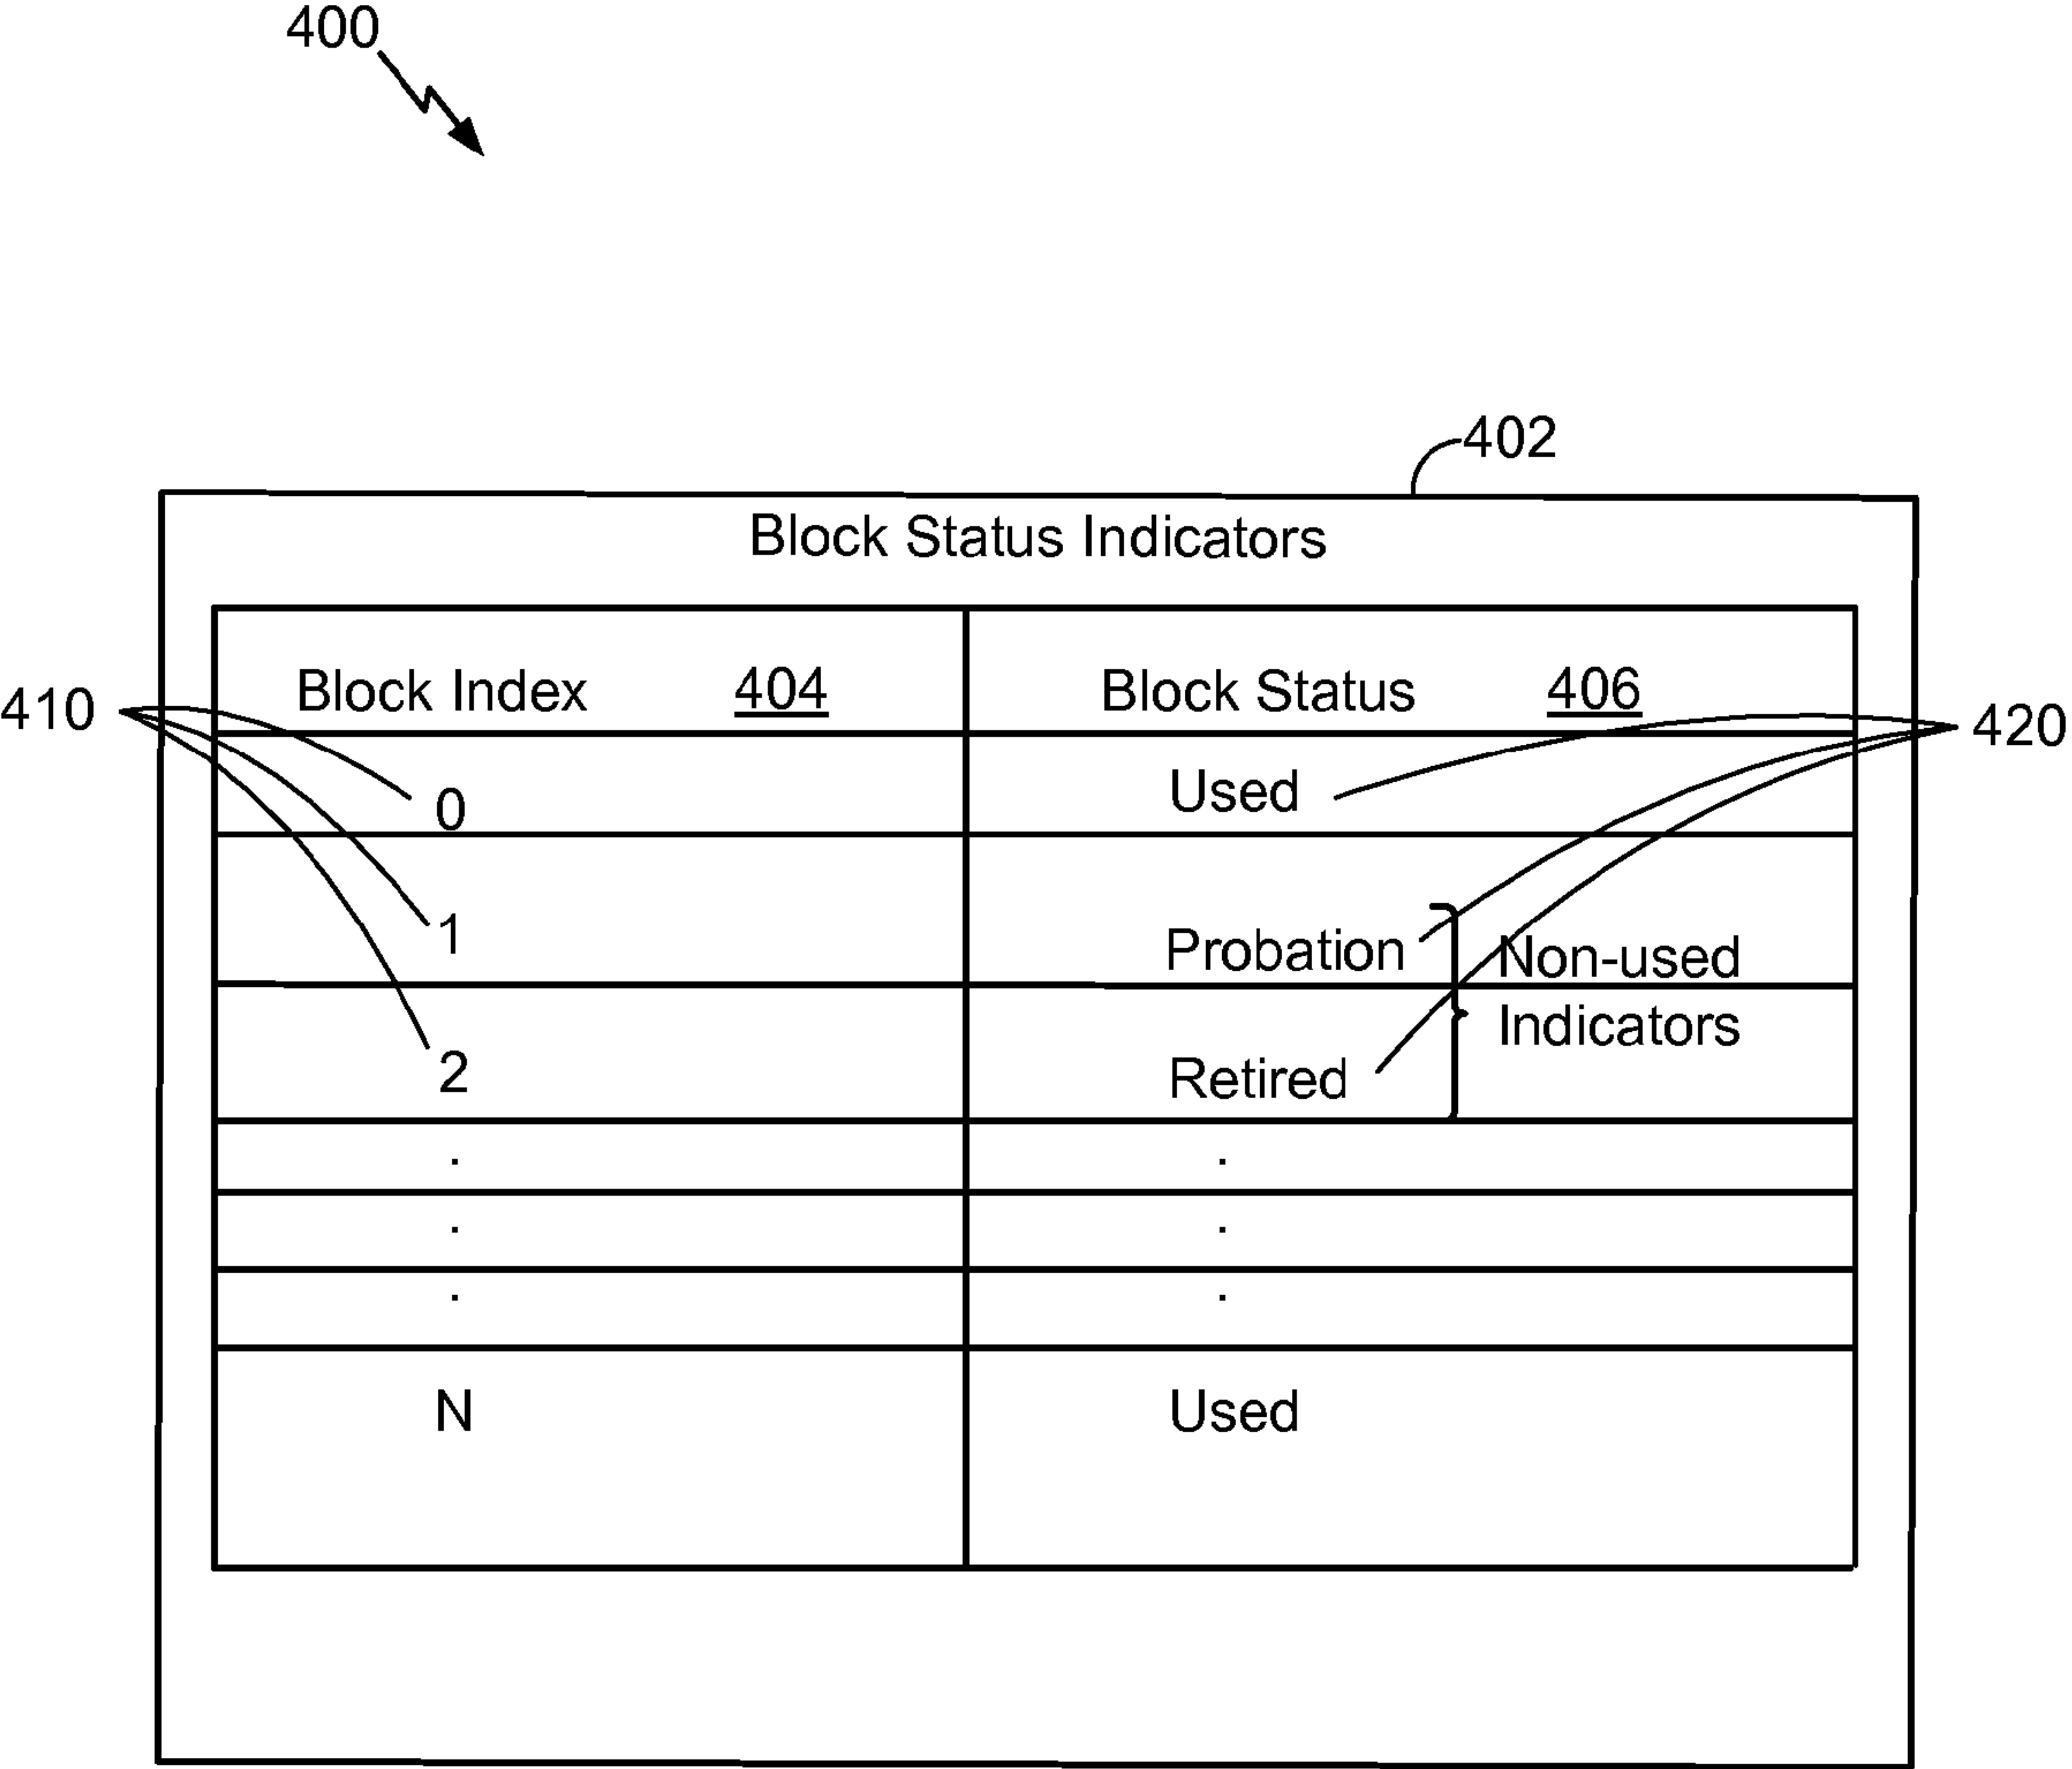 400
402
Block Status Indicators
Block Index 404 Block Status 406
410
420
0 Used
1 Probation Non-used
Indicators
2 Retired
. .
. .
. .
N Used